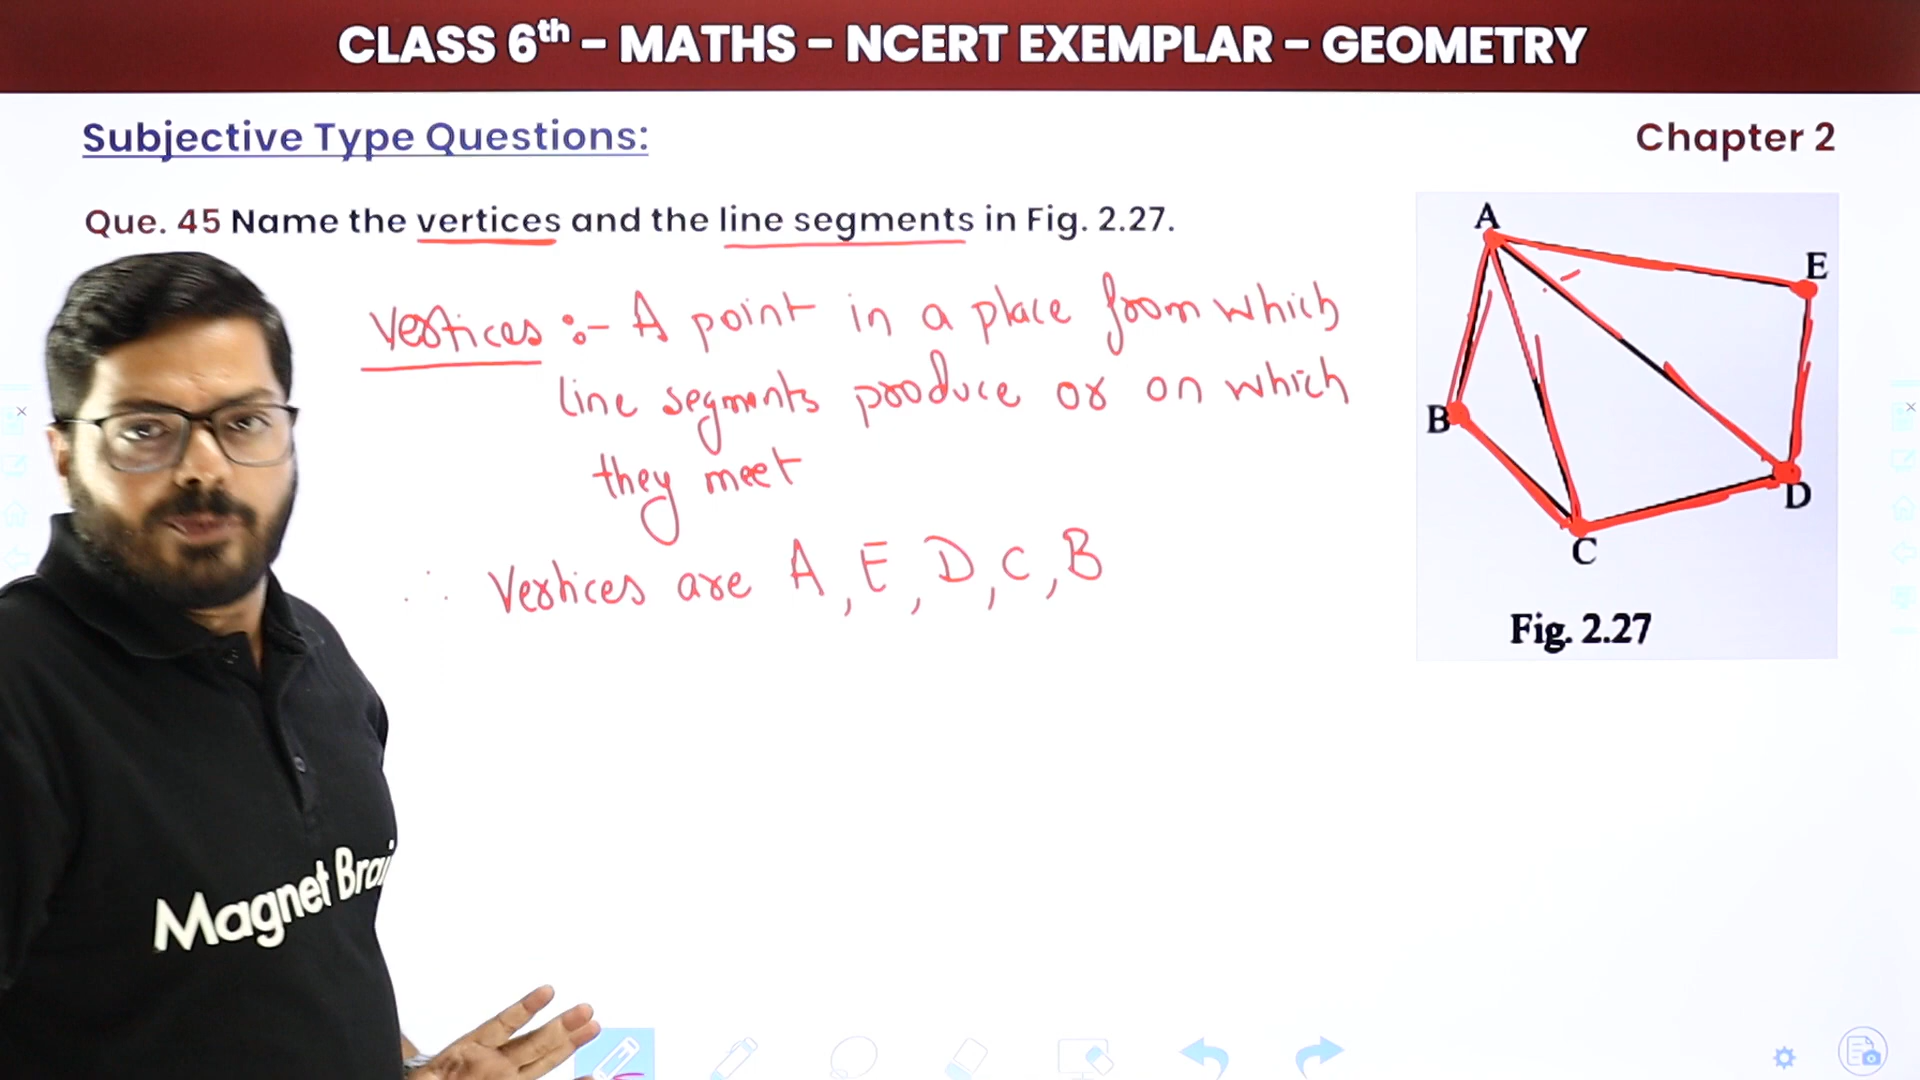 CLASS 6th – MATHS – NCERT EXEMPLAR – GEOMETRY
Subjective Type Questions:
Chapter 2
Que. 45 Name the vertices and the line segments in Fig. 2.27.
Vertices :- A point in a place from which
line segments produce or on which
they meet
∴ Vertices are A, E, D, C, B
A
E
B
D
C
Fig. 2.27
Magnet Brai